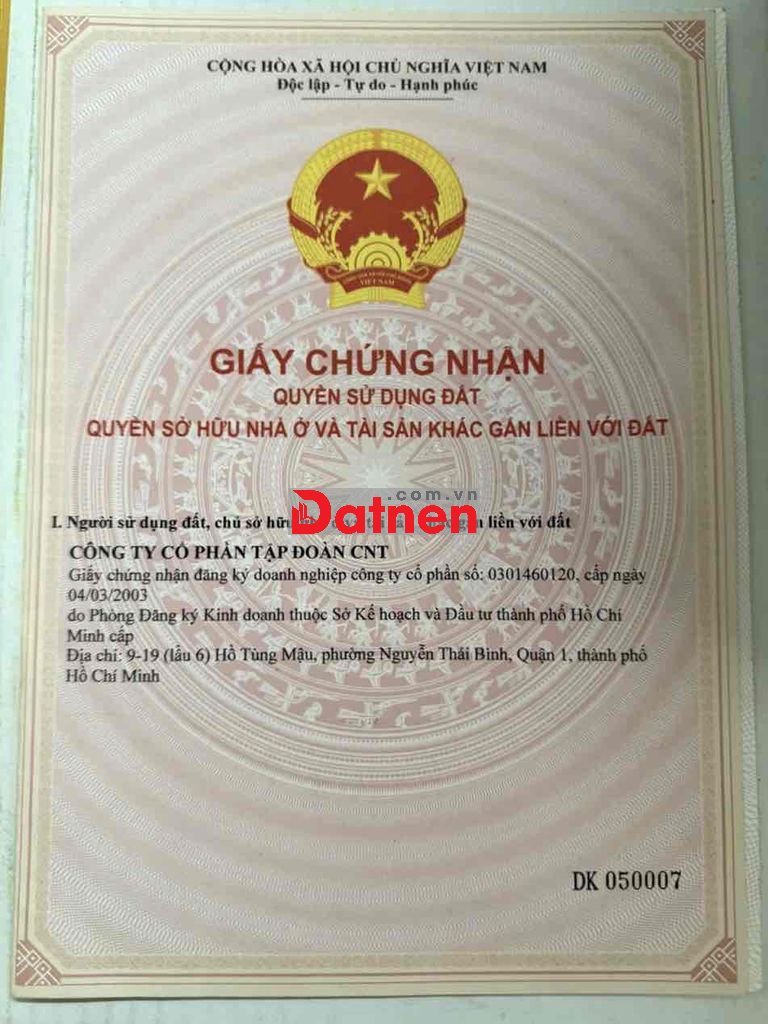 CỘNG HÒA XÃ HỘI CHỦ NGHĨA VIỆT NAM
Độc lập - Tự do - Hạnh phúc
VIỆT NAM
GIẤY CHỨNG NHẬN
QUYỀN SỬ DỤNG ĐẤT
QUYỀN SỞ HỮU NHÀ Ở VÀ TÀI SẢN KHÁC GẮN LIỀN VỚI ĐẤT
Datnen.com.vn
I. Người sử dụng đất, chủ sở hữu gắn liền với đất
CÔNG TY CỔ PHẦN TẬP ĐOÀN CNT
Giấy chứng nhận đăng ký doanh nghiệp công ty cổ phần số: 0301460120, cấp ngày
04/03/2003
do Phòng Đăng ký Kinh doanh thuộc Sở Kế hoạch và Đầu tư thành phố Hồ Chí
Minh cấp
Địa chỉ: 9-19 (lầu 6) Hồ Tùng Mậu, phường Nguyễn Thái Bình, Quận 1, thành phố
Hồ Chí Minh
DK 050007